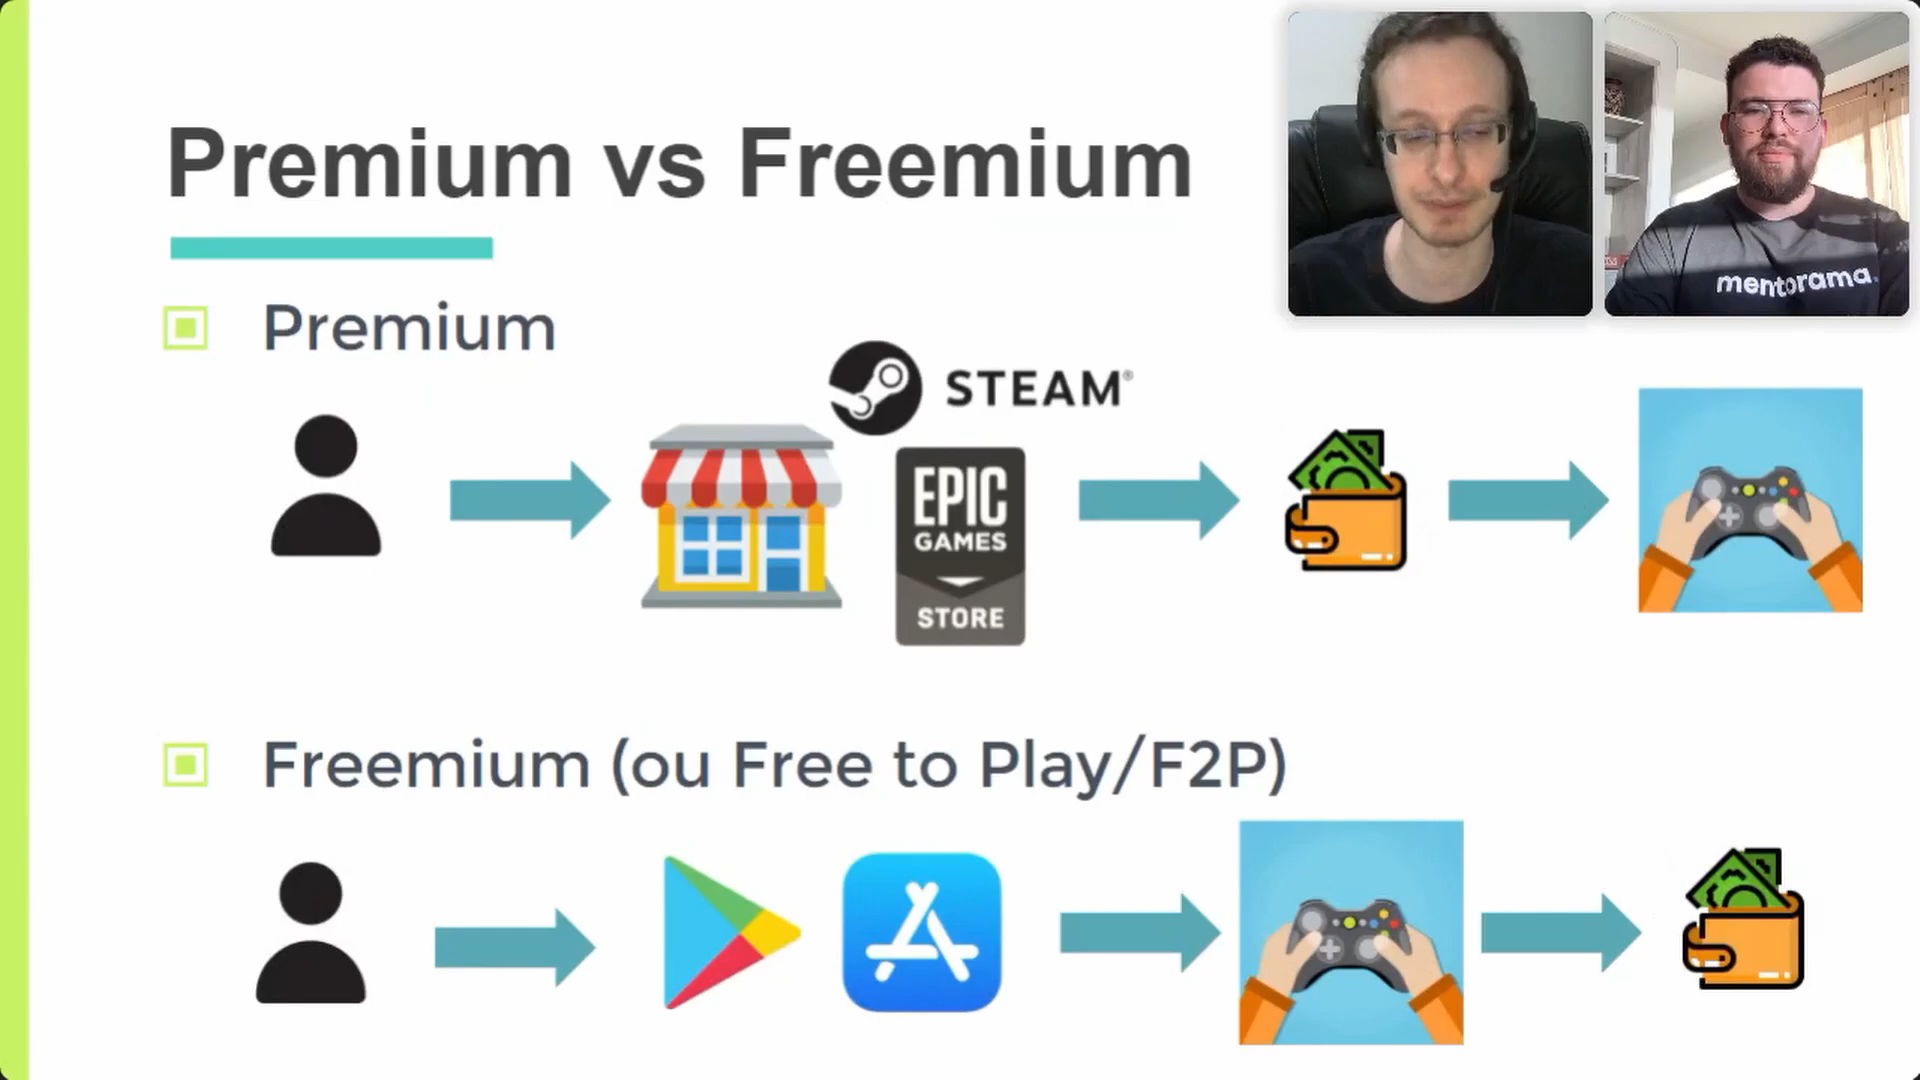 Premium vs Freemium
mentorama.
Premium
STEAM®
EPIC
GAMES
STORE
Freemium (ou Free to Play/F2P)